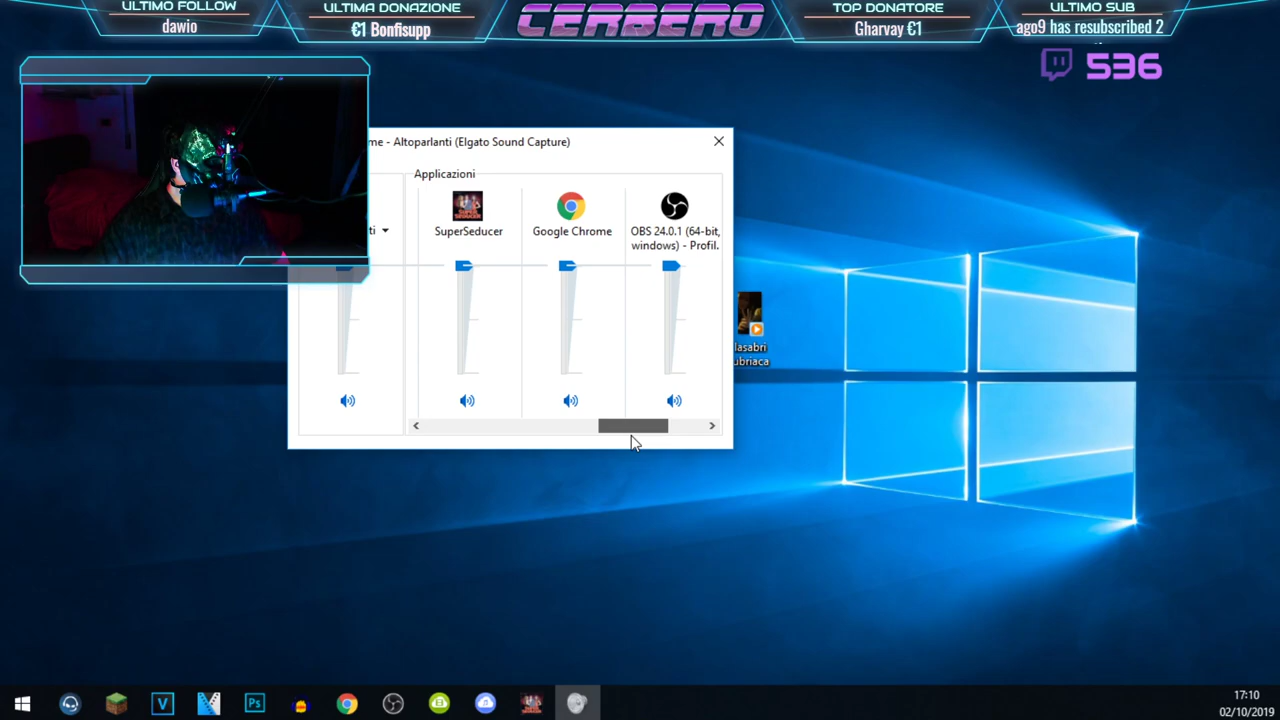 ULTIMO FOLLOW
dawio
ULTIMA DONAZIONE
€1 Bonfisupp
CERBERO
TOP DONATORE
Gharvay €1
ULTIMO SUB
ago9 has resubscribed 2
536
me - Altoparlanti (Elgato Sound Capture)
Applicazioni
ti
SuperSeducer
Google Chrome
OBS 24.0.1 (64-bit,
windows) - Profil.
lasabri
ubriaca
V
Ps
17:10
02/10/2019